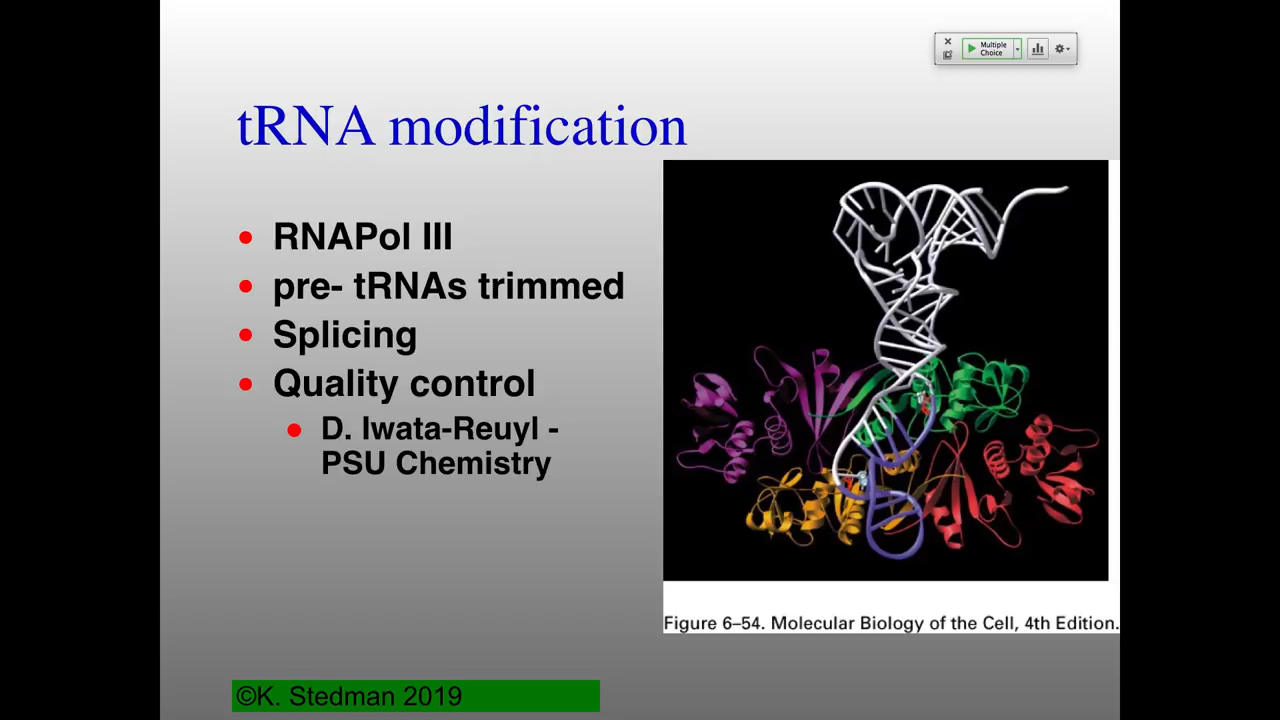 Multiple
Choice
tRNA modification
RNAPol III
pre- tRNAs trimmed
Splicing
Quality control
D. Iwata-Reuyl -
PSU Chemistry
Figure 6–54. Molecular Biology of the Cell, 4th Edition.
©K. Stedman 2019